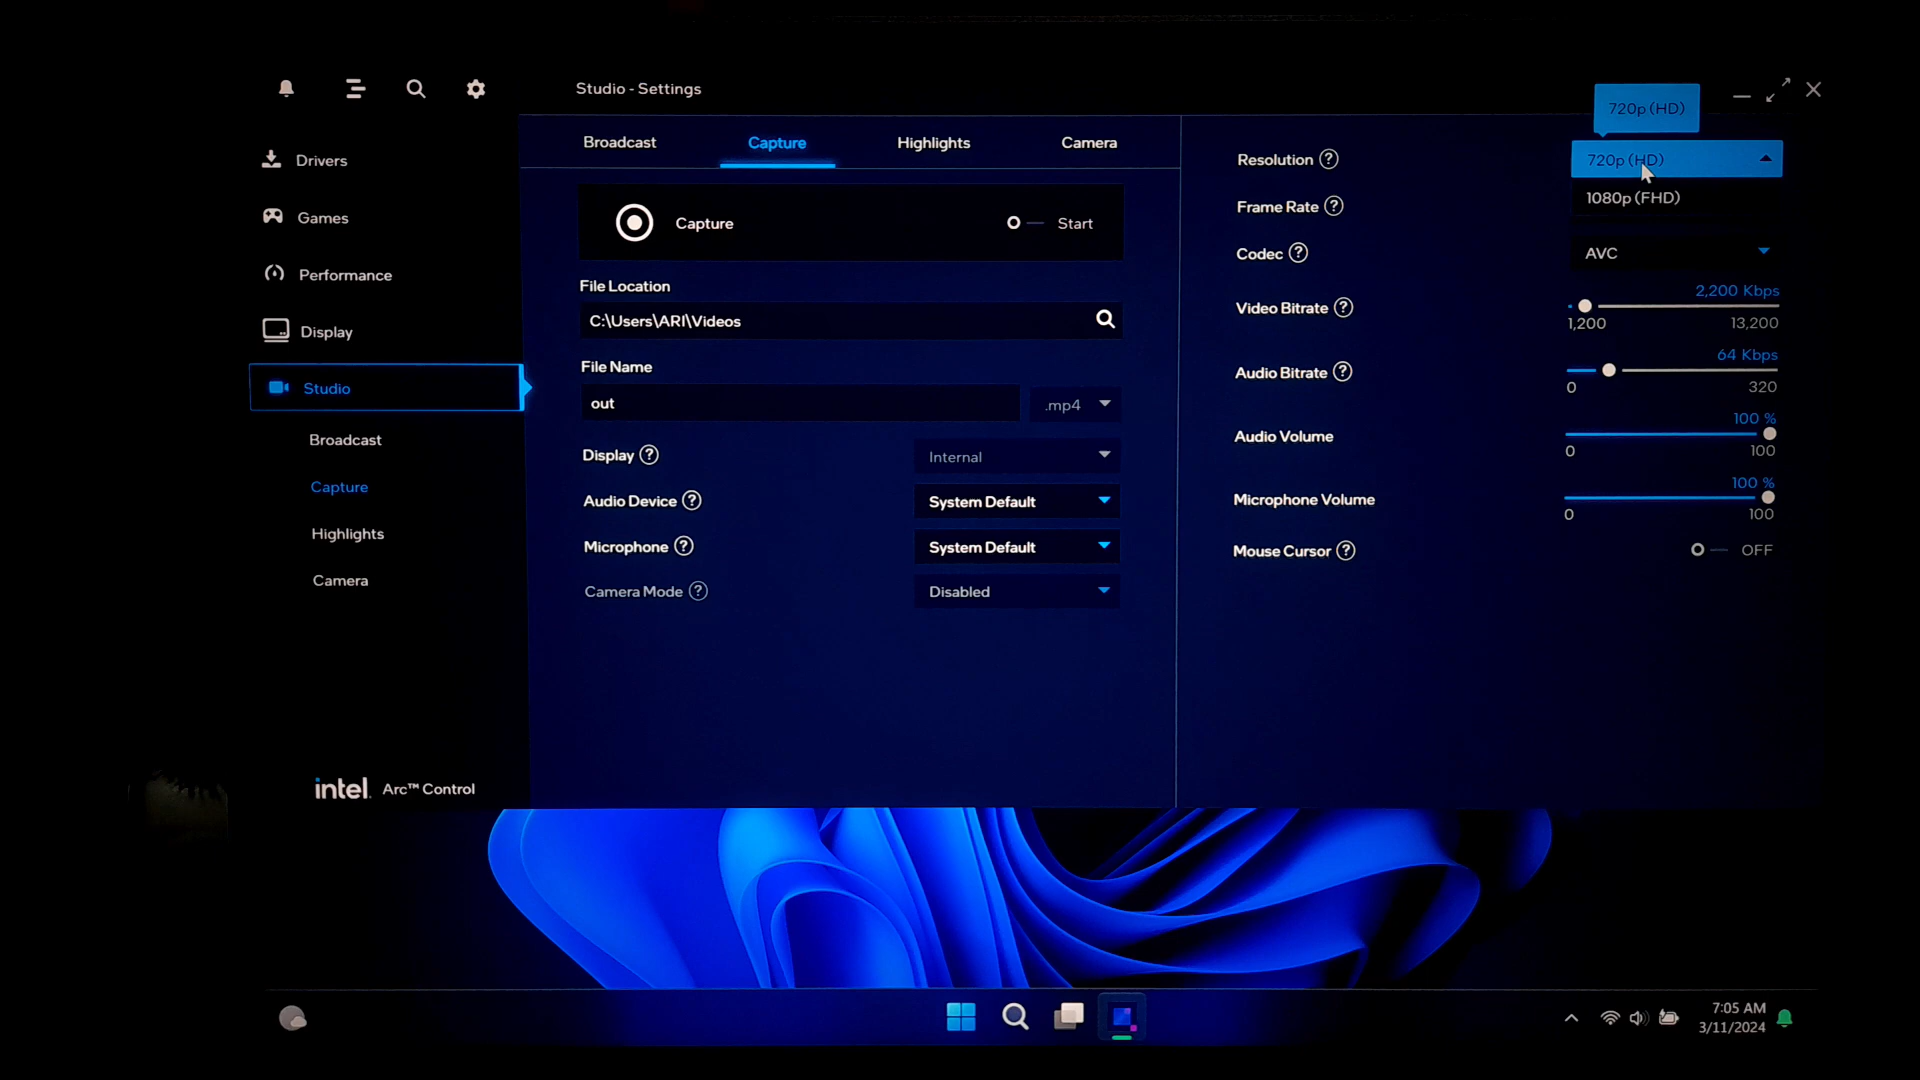 Studio - Settings
Drivers
Games
Performance
Display
Studio
Broadcast
Capture
Highlights
Camera
intel. Arc™ Control
Broadcast
Capture
Highlights
Camera
Capture
Start
File Location
C:\Users\ARI\Videos
File Name
out
.mp4
Display ?
Internal
Audio Device ?
System Default
Microphone ?
System Default
Camera Mode ?
Disabled
720p (HD)
Resolution ?
720p (HD)
1080p (FHD)
Frame Rate ?
Codec ?
AVC
Video Bitrate ?
2,200 Kbps
1,200
13,200
Audio Bitrate ?
64 Kbps
0
320
Audio Volume
100 %
0
100
Microphone Volume
100 %
0
100
Mouse Cursor ?
OFF
7:05 AM
3/11/2024